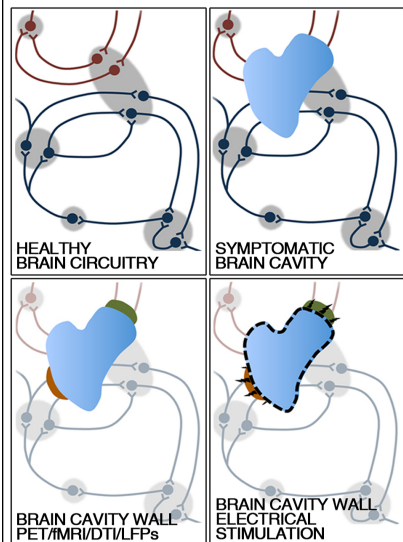 HEALTHY
BRAIN CIRCUITRY
SYMPTOMATIC
BRAIN CAVITY
BRAIN CAVITY WALL
PET/fMRI/DTI/LFPs
BRAIN CAVITY WALL
ELECTRICAL
STIMULATION